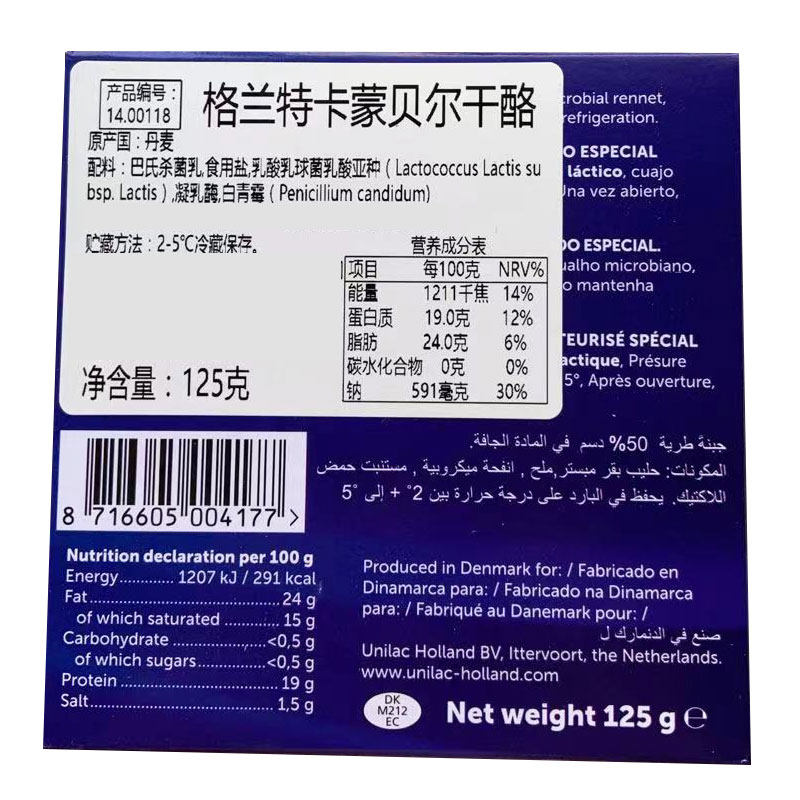 产品编号：
14.00118
格兰特卡蒙贝尔干酪
原产国：丹麦
配料：巴氏杀菌乳,食用盐,乳酸乳球菌乳酸亚种（Lactococcus Lactis su
bsp. Lactis）,凝乳酶,白青霉（Penicillium candidum)
贮藏方法：2-5℃冷藏保存。
营养成分表
项目 每100克 NRV%
能量 1211千焦 14%
蛋白质 19.0克 12%
脂肪 24.0克 6%
碳水化合物 0克 0%
钠 591毫克 30%
净含量：125克
crobial rennet,
refrigeration.
O ESPECIAL
láctico, cuajo
Una vez abierto,
DO ESPECIAL.
ualho microbiano,
o mantenha
TEURISÉ SPÉCIAL
actique, Présure
5°, Après ouverture,
جبنة طرية 50% دسم في المادة الجافة.
المكونات: حليب بقر مبستر,ملح , انفحة ميكروبية , مستنبت حمض
اللاكتيك. يحفظ في البارد على درجة حرارة بين 2° + إلى 5°
8 716605 004177 >
Nutrition declaration per 100 g
Energy............. 1207 kJ / 291 kcal
Fat.......................................24 g
of which saturated ........... 15 g
Carbohydrate ......................<0,5 g
of which sugars..............<0,5 g
Protein ................................ 19 g
Salt.......................................1,5 g
Produced in Denmark for: / Fabricado en
Dinamarca para: / Fabricado na Dinamarca
para: / Fabriqué au Danemark pour: /
صنع في الدنمارك ل
Unilac Holland BV, Ittervoort, the Netherlands.
www.unilac-holland.com
DK
M212
EC
Net weight 125 g ℮